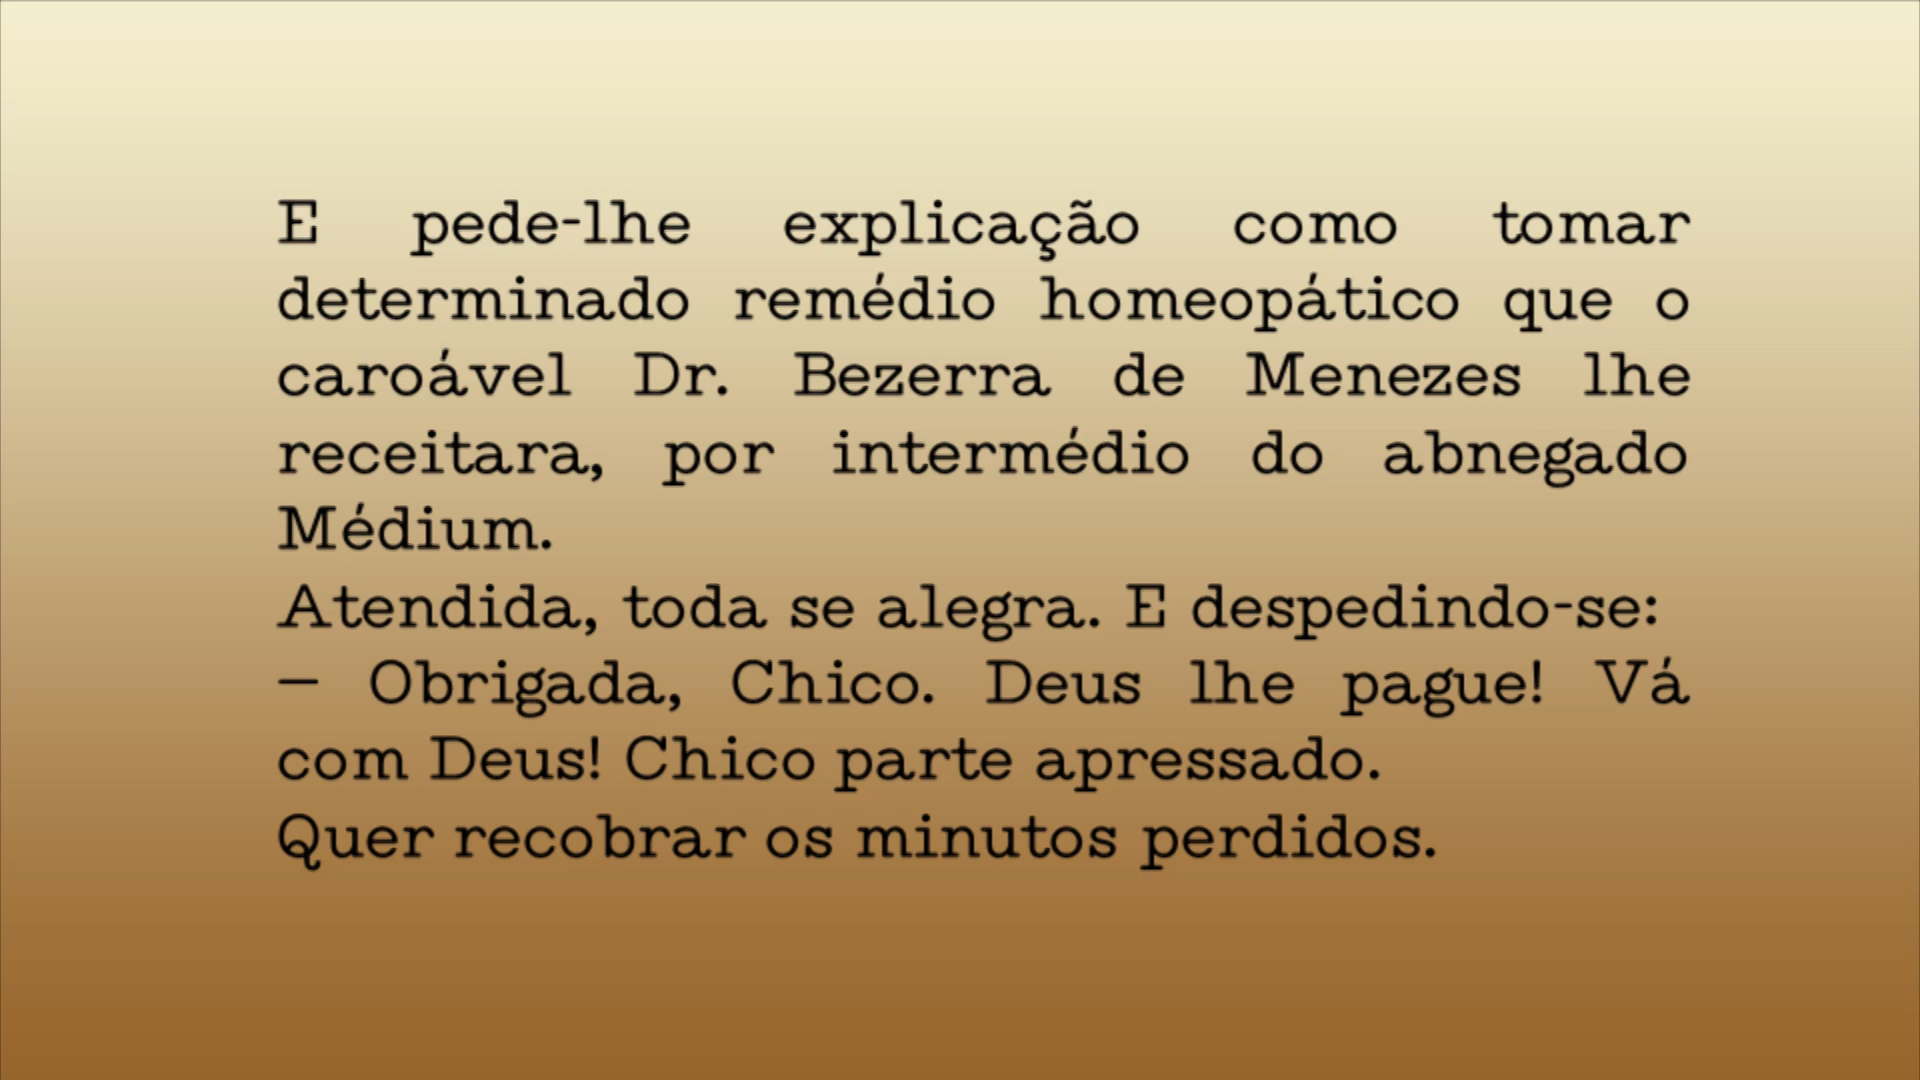 E pede-lhe explicação como tomar
determinado remédio homeopático que o
caroável Dr. Bezerra de Menezes lhe
receitara, por intermédio do abnegado
Médium.
Atendida, toda se alegra. E despedindo-se:
— Obrigada, Chico. Deus lhe pague! Vá
com Deus! Chico parte apressado.
Quer recobrar os minutos perdidos.